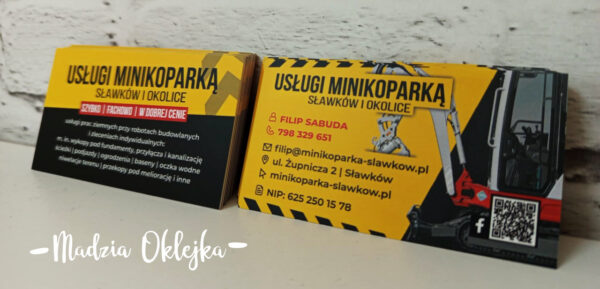 USŁUGI MINIKOPARKĄ
SŁAWKÓW I OKOLICE
SZYBKO | FACHOWO | W DOBREJ CENIE
usługi prac ziemnych przy robotach budowlanych
i zleceniach indywidualnych:
m. in. wykopy pod fundamenty, przyłącza i kanalizację
ścieżki | podjazdy | ogrodzenia | baseny | oczka wodne
niwelacje terenu | przekopy pod meliorację i inne
USŁUGI MINIKOPARKĄ
SŁAWKÓW I OKOLICE
FILIP SABUDA
798 329 651
filip@minikoparka-slawkow.pl
ul. Żupnicza 2 | Sławków
minikoparka-slawkow.pl
NIP: 625 250 15 78
f
-Madzia Oklejka-